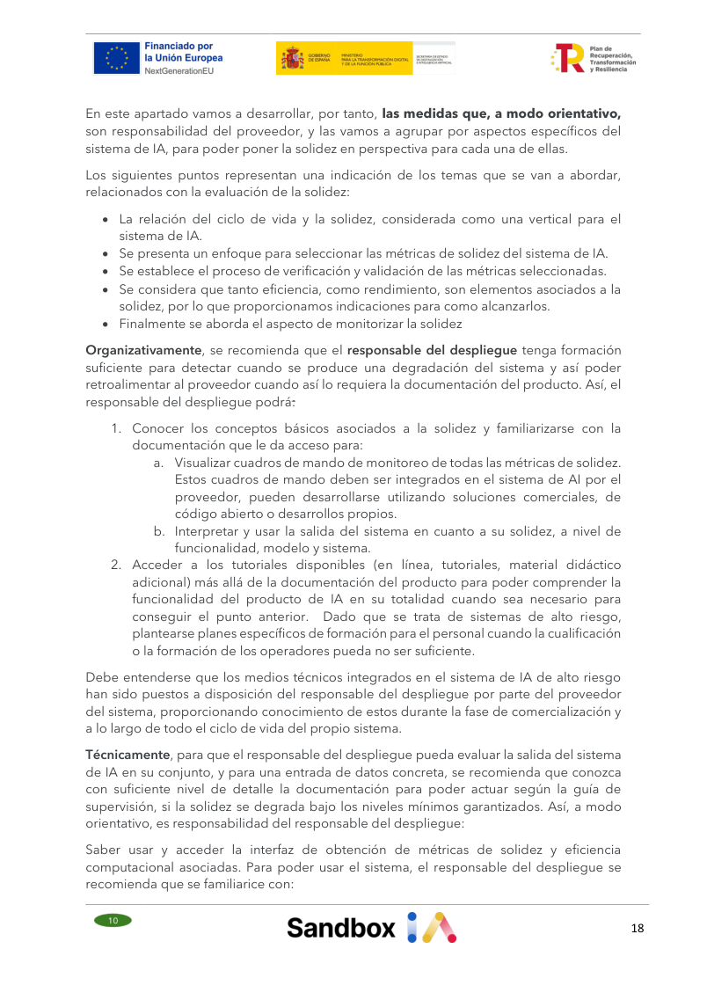 Financiado por
la Unión Europea
NextGenerationEU
GOBIERNO
DE ESPAÑA
MINISTERIO
PARA LA TRANSFORMACIÓN DIGITAL
Y DE LA FUNCIÓN PÚBLICA
SECRETARÍA DE ESTADO
DE DIGITALIZACIÓN
E INTELIGENCIA ARTIFICIAL
Plan de
Recuperación,
Transformación
y Resiliencia
En este apartado vamos a desarrollar, por tanto, las medidas que, a modo orientativo,
son responsabilidad del proveedor, y las vamos a agrupar por aspectos específicos del
sistema de IA, para poder poner la solidez en perspectiva para cada una de ellas.
Los siguientes puntos representan una indicación de los temas que se van a abordar,
relacionados con la evaluación de la solidez:
• La relación del ciclo de vida y la solidez, considerada como una vertical para el
sistema de IA.
• Se presenta un enfoque para seleccionar las métricas de solidez del sistema de IA.
• Se establece el proceso de verificación y validación de las métricas seleccionadas.
• Se considera que tanto eficiencia, como rendimiento, son elementos asociados a la
solidez, por lo que proporcionamos indicaciones para como alcanzarlos.
• Finalmente se aborda el aspecto de monitorizar la solidez
Organizativamente, se recomienda que el responsable del despliegue tenga formación
suficiente para detectar cuando se produce una degradación del sistema y así poder
retroalimentar al proveedor cuando así lo requiera la documentación del producto. Así, el
responsable del despliegue podrá:
1. Conocer los conceptos básicos asociados a la solidez y familiarizarse con la
documentación que le da acceso para:
a. Visualizar cuadros de mando de monitoreo de todas las métricas de solidez.
Estos cuadros de mando deben ser integrados en el sistema de AI por el
proveedor, pueden desarrollarse utilizando soluciones comerciales, de
código abierto o desarrollos propios.
b. Interpretar y usar la salida del sistema en cuanto a su solidez, a nivel de
funcionalidad, modelo y sistema.
2. Acceder a los tutoriales disponibles (en línea, tutoriales, material didáctico
adicional) más allá de la documentación del producto para poder comprender la
funcionalidad del producto de IA en su totalidad cuando sea necesario para
conseguir el punto anterior. Dado que se trata de sistemas de alto riesgo,
plantearse planes específicos de formación para el personal cuando la cualificación
o la formación de los operadores pueda no ser suficiente.
Debe entenderse que los medios técnicos integrados en el sistema de IA de alto riesgo
han sido puestos a disposición del responsable del despliegue por parte del proveedor
del sistema, proporcionando conocimiento de estos durante la fase de comercialización y
a lo largo de todo el ciclo de vida del propio sistema.
Técnicamente, para que el responsable del despliegue pueda evaluar la salida del sistema
de IA en su conjunto, y para una entrada de datos concreta, se recomienda que conozca
con suficiente nivel de detalle la documentación para poder actuar según la guía de
supervisión, si la solidez se degrada bajo los niveles mínimos garantizados. Así, a modo
orientativo, es responsabilidad del responsable del despliegue:
Saber usar y acceder la interfaz de obtención de métricas de solidez y eficiencia
computacional asociadas. Para poder usar el sistema, el responsable del despliegue se
recomienda que se familiarice con:
10
Sandbox IA
18